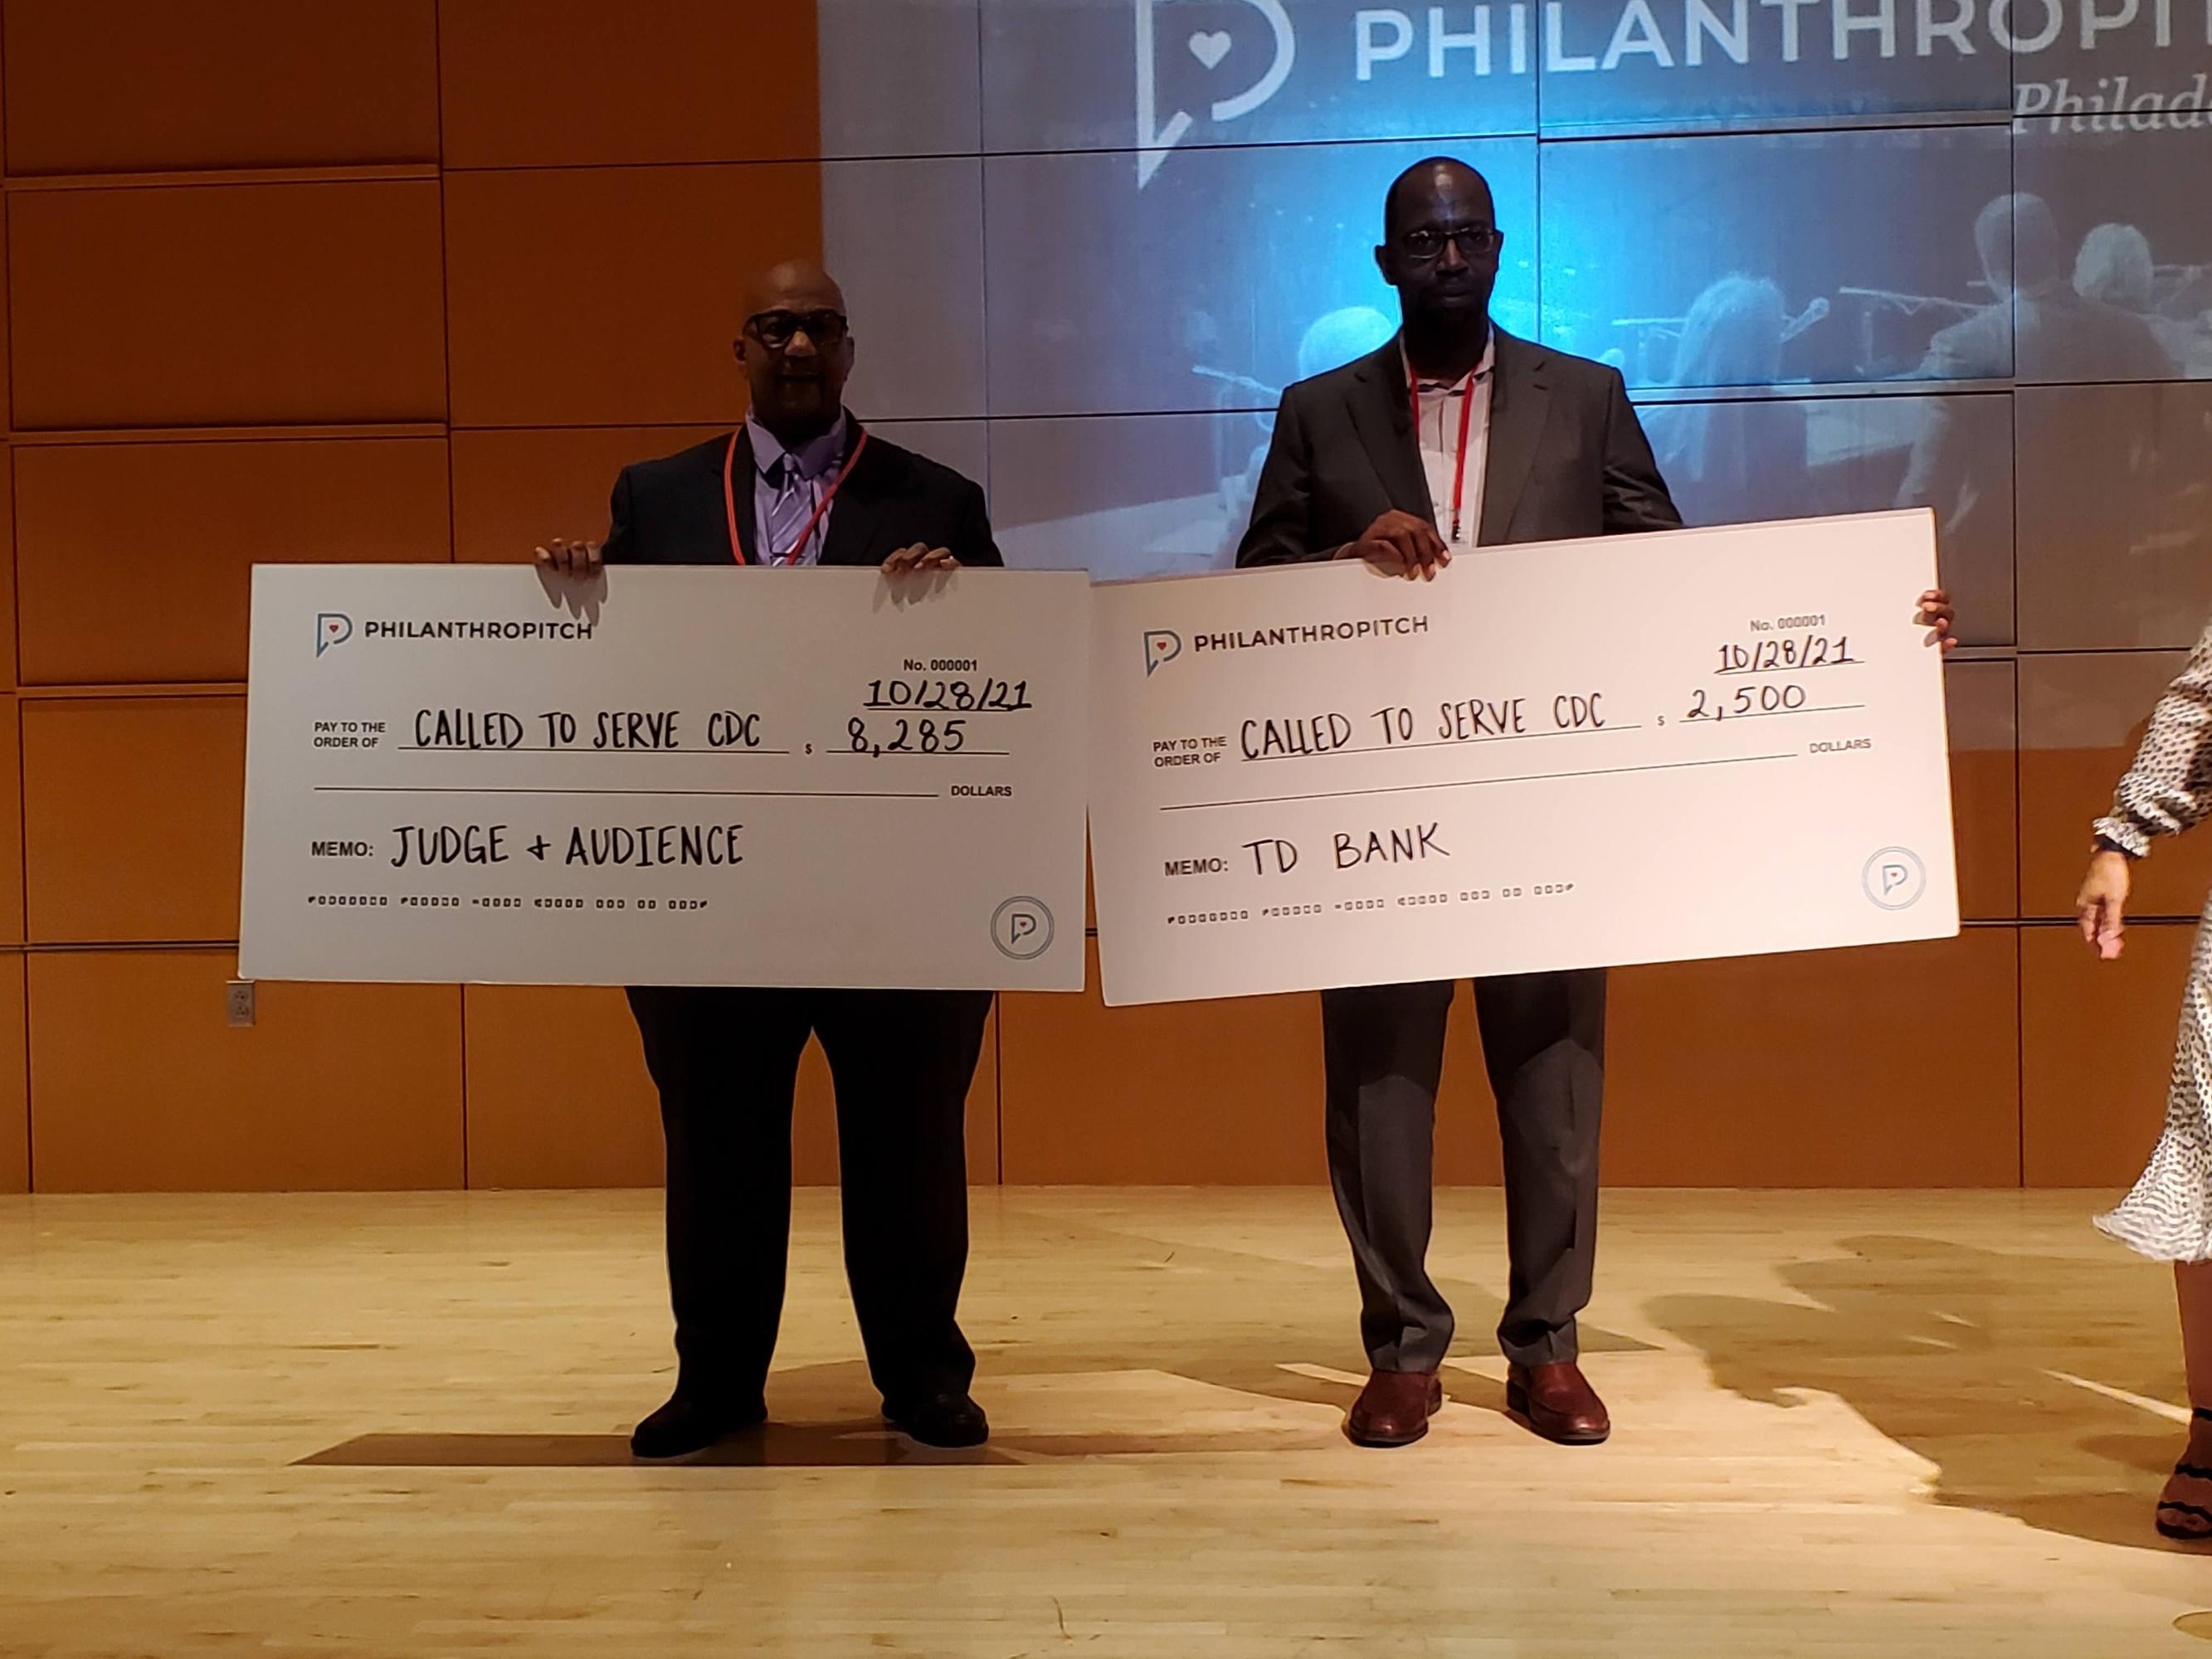 PHILANTHROPIT
Philad
PHILANTHROPITCH
No. 000001
10/28/21
PAY TO THE
ORDER OF CALLED TO SERVE CDC $ 8,285
DOLLARS
MEMO: JUDGE + AUDIENCE
PHILANTHROPITCH
No. 000001
10/28/21
PAY TO THE
ORDER OF CALLED TO SERVE CDC $ 2,500
DOLLARS
MEMO: TD BANK